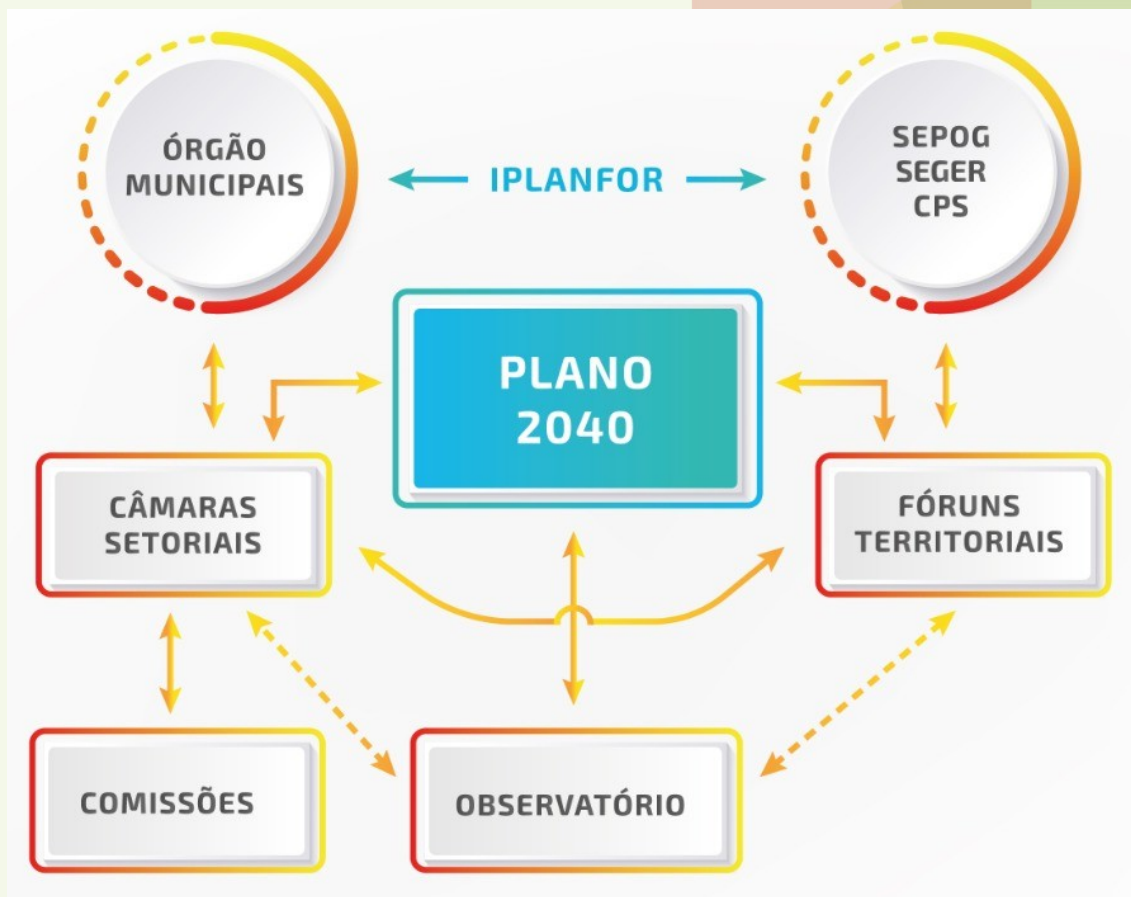 ÓRGÃO
MUNICIPAIS
IPLANFOR
SEPOG
SEGER
CPS
PLANO
2040
CÂMARAS
SETORIAIS
FÓRUNS
TERRITORIAIS
COMISSÕES
OBSERVATÓRIO